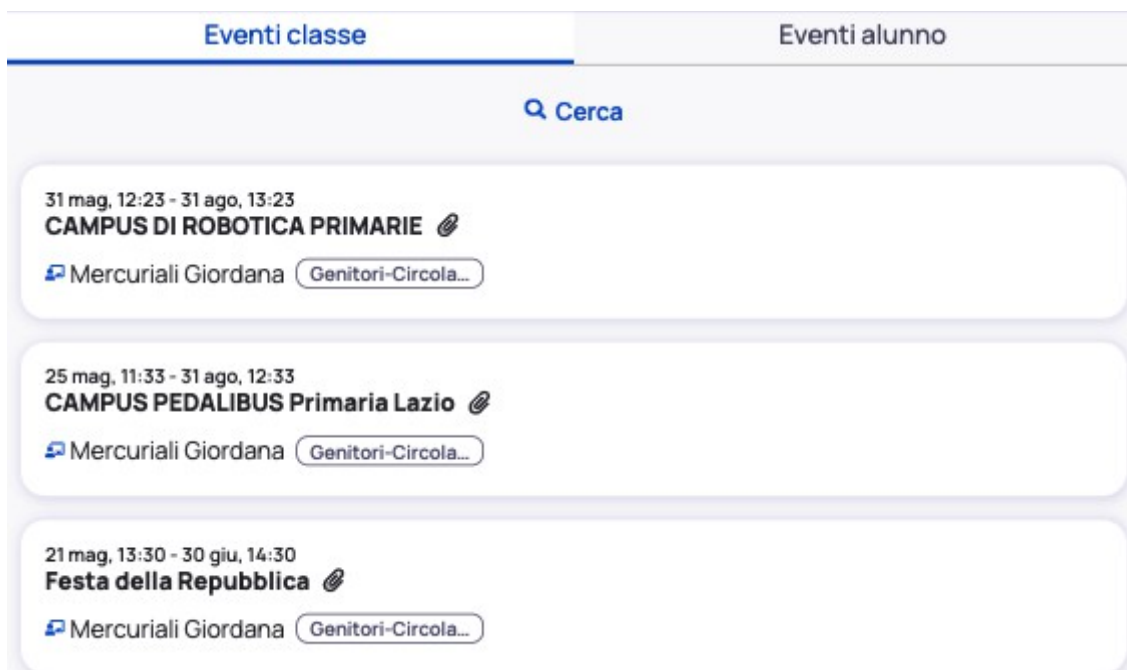 Eventi classe
Eventi alunno
Cerca
31 mag, 12:23 - 31 ago, 13:23
CAMPUS DI ROBOTICA PRIMARIE
Mercuriali Giordana Genitori-Circola...
25 mag, 11:33 - 31 ago, 12:33
CAMPUS PEDALIBUS Primaria Lazio
Mercuriali Giordana Genitori-Circola...
21 mag, 13:30 - 30 giu, 14:30
Festa della Repubblica
Mercuriali Giordana Genitori-Circola...